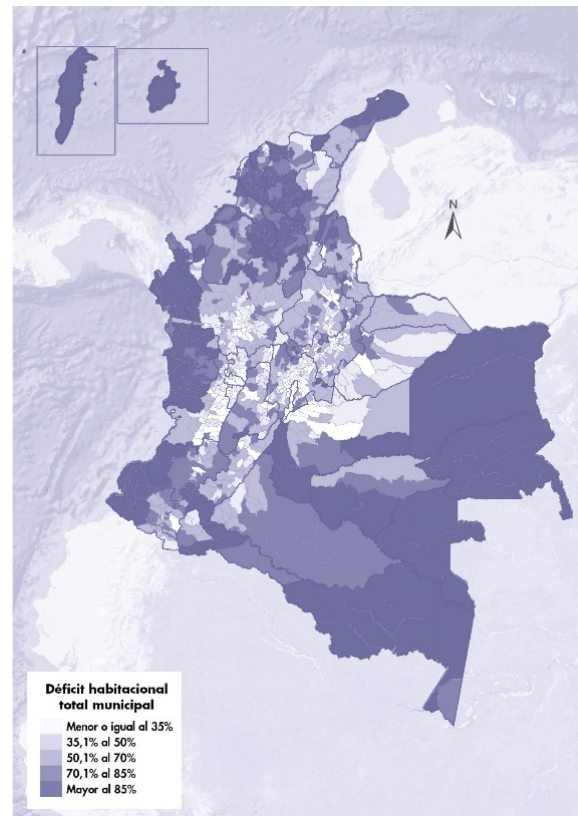 N
Déficit habitacional
total municipal
Menor o igual al 35%
35,1% al 50%
50,1% al 70%
70,1% al 85%
Mayor al 85%